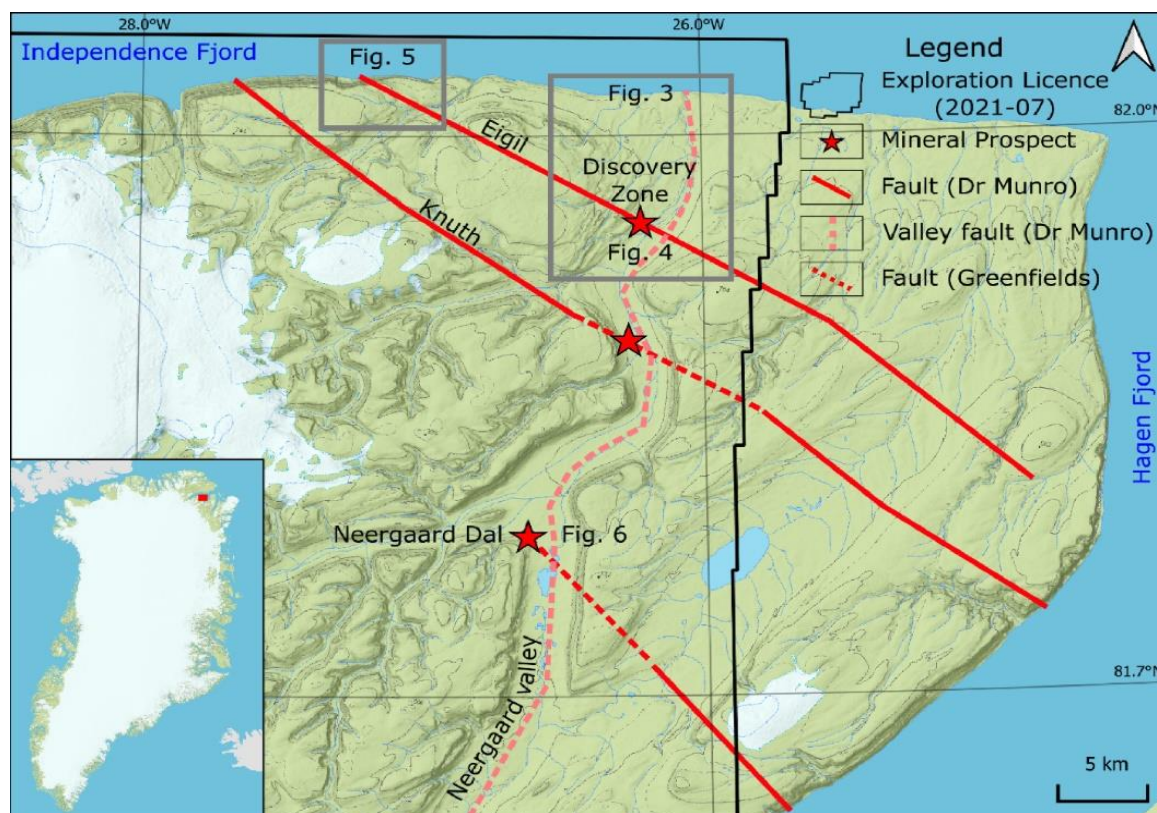 28.0°W
26.0°W
Independence Fjord
Fig. 5
Fig. 3
Legend
Exploration Licence
(2021-07)
Mineral Prospect
Fault (Dr Munro)
Valley fault (Dr Munro)
Fault (Greenfields)
82.0°N
Eigil
Discovery
Zone
Knuth
Fig. 4
Hagen Fjord
Neergaard Dal
Fig. 6
Neergaard valley
81.7°N
5 km